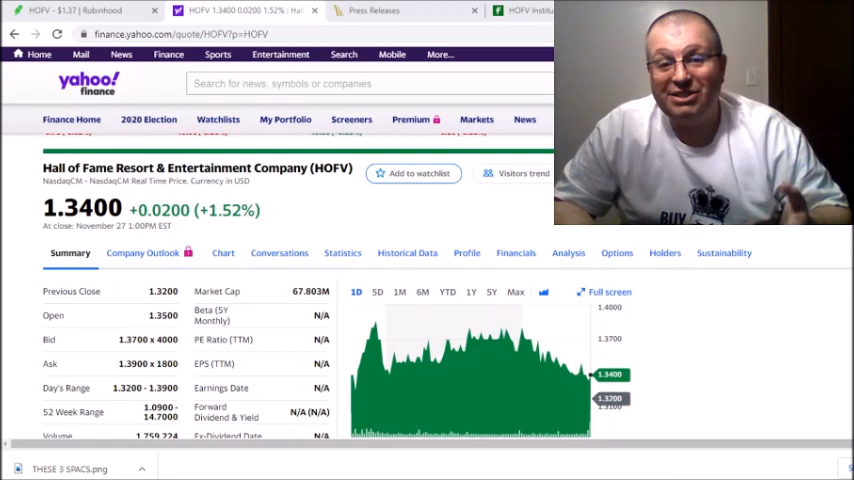 HOFV - $1.37 | Robinhood
HOFV 1.3400 0.0200 1.52% : Hall
Press Releases
HOFV Institu
finance.yahoo.com/quote/HOFV?p=HOFV
Home Mail News Finance Sports Entertainment Search Mobile More...
yahoo!
finance
Search for news, symbols or companies
Finance Home 2020 Election Watchlists My Portfolio Screeners Premium Markets News
Hall of Fame Resort & Entertainment Company (HOFV)
NasdaqCM - NasdaqCM Real Time Price. Currency in USD
Add to watchlist
Visitors trend
1.3400 +0.0200 (+1.52%)
At close: November 27 1:00PM EST
Summary Company Outlook Chart Conversations Statistics Historical Data Profile Financials Analysis Options Holders Sustainability
Previous Close 1.3200
Open 1.3500
Bid 1.3700 x 4000
Ask 1.3900 x 1800
Day's Range 1.3200 - 1.3900
52 Week Range 1.0900 -
14.7000
Volume 1,759,224
Market Cap 67.803M
Beta (5Y
Monthly) N/A
PE Ratio (TTM) N/A
EPS (TTM) N/A
Earnings Date N/A
Forward
Dividend & Yield N/A (N/A)
Ex-Dividend Date N/A
1D 5D 1M 6M YTD 1Y 5Y Max
Full screen
1.4000
1.3700
1.3400
1.3200
1.3100
BUY
THESE 3 SPACS.png